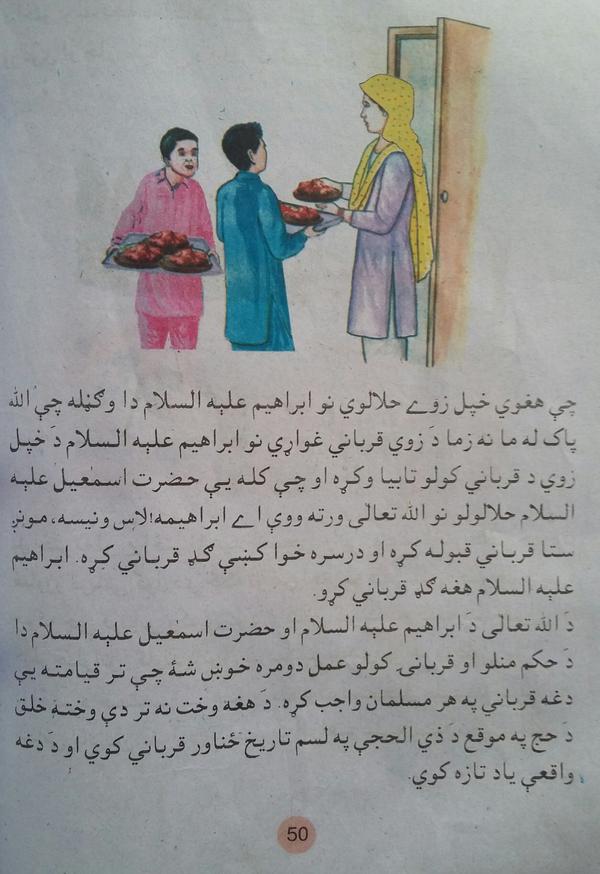 چې هغوي خپل زوے حلالوي نو ابراهيم عليه السلام دا وګڼله چې الله
پاک له ما نه زما دَ زوي قرباني غواړي نو ابراهيم عليه السلام دَ خپل
زوي د قربانې کولو تابيا وکړه او چې کله يې حضرت اسمٰعيل عليه
السلام حلالولو نو الله تعالٰى ورته ووې اے ابراهيمه! لاس ونيسه، مونږ
ستا قرباني قبوله کړه او درسره خوا کښې ګډ قرباني کړه. ابراهيم
عليه السلام هغه ګډ قرباني کړو.
دَ الله تعالٰى دَ ابراهيم عليه السلام او حضرت اسمٰعيل عليه السلام دا
دَ حکم منلو او قربانۍ کولو عمل دومره خوښ شۀ چې تر قيامته يې
دغه قرباني په هر مسلمان واجب کړه. دَ هغه وخت نه تر دې وخته خلق
دَ حج په موقع دَ ذي الحجې په لسم تاريخ ځناور قرباني کوي او دَ دغه
واقعې ياد تازه کوي.
50